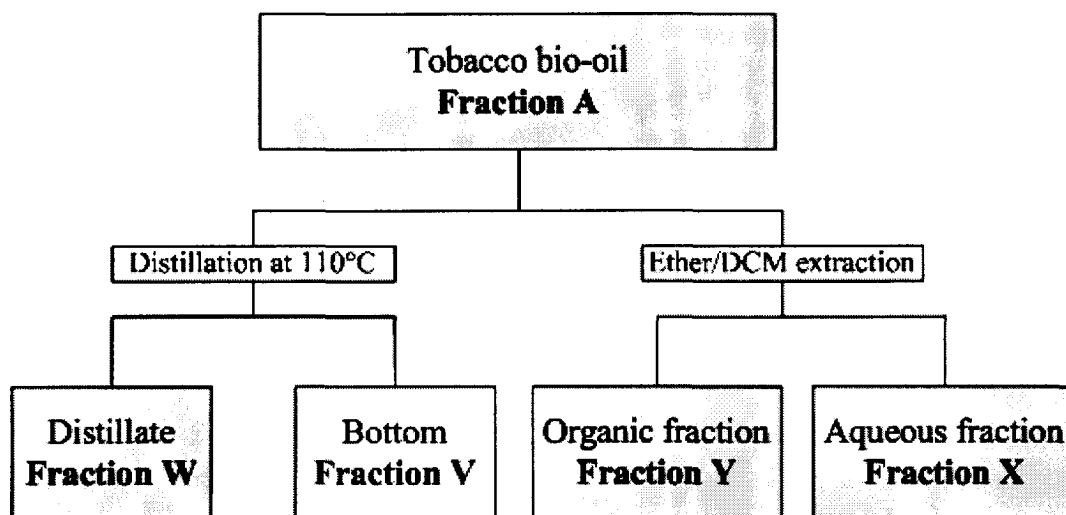 Tobacco bio-oil
Fraction A
Distillation at 110°C
Ether/DCM extraction
Distillate
Fraction W
Bottom
Fraction V
Organic fraction
Fraction Y
Aqueous fraction
Fraction X